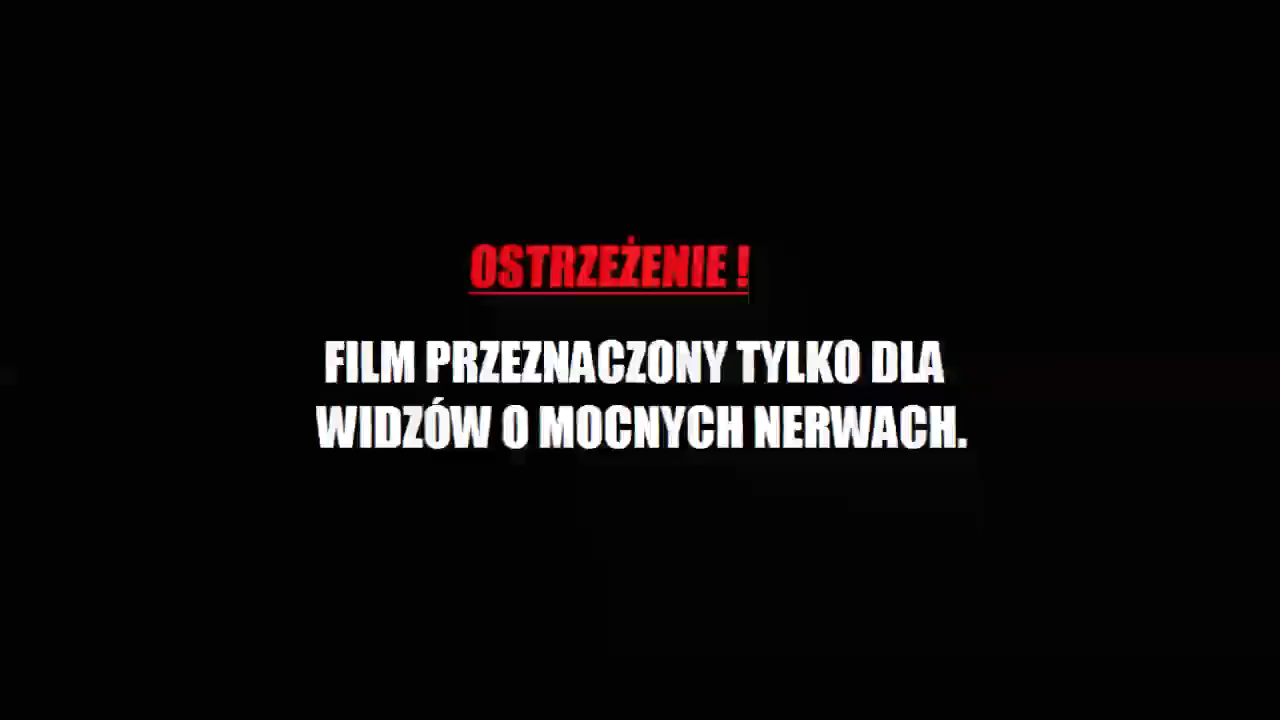 OSTRZEŻENIE !
FILM PRZEZNACZONY TYLKO DLA
WIDZÓW O MOCNYCH NERWACH.